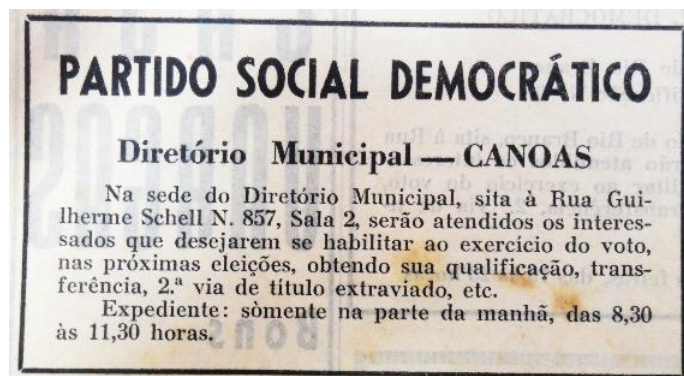 PARTIDO SOCIAL DEMOCRÁTICO
Diretório Municipal — CANOAS
Na sede do Diretório Municipal, sita à Rua Gui-
lherme Schell N. 857, Sala 2, serão atendidos os interes-
sados que desejarem se habilitar ao exercício do voto,
nas próximas eleições, obtendo sua qualificação, trans-
ferência, 2.ª via de título extraviado, etc.
Expediente: sòmente na parte da manhã, das 8,30
às 11,30 horas.